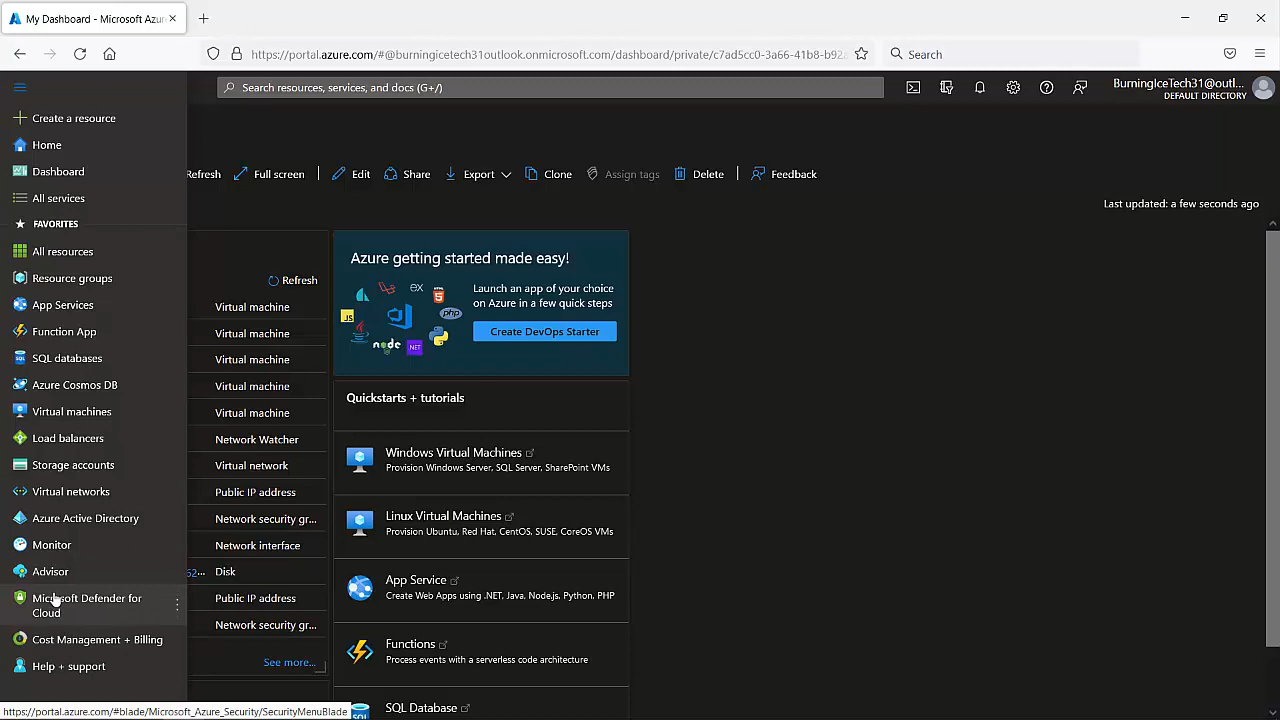 My Dashboard - Microsoft Azur
https://portal.azure.com/#@burningicetech31outlook.onmicrosoft.com/dashboard/private/c7ad5cc0-3a66-41b8-b92
Search
Search resources, services, and docs (G+/)
BurningIceTech31@outl...
DEFAULT DIRECTORY
Create a resource
Home
Dashboard
All services
FAVORITES
All resources
Resource groups
App Services
Function App
SQL databases
Azure Cosmos DB
Virtual machines
Load balancers
Storage accounts
Virtual networks
Azure Active Directory
Monitor
Advisor
Microsoft Defender for
Cloud
Cost Management + Billing
Help + support
Refresh
Full screen
Edit
Share
Export
Clone
Assign tags
Delete
Feedback
Last updated: a few seconds ago
Refresh
Virtual machine
Virtual machine
Virtual machine
Virtual machine
Virtual machine
Network Watcher
Virtual network
Public IP address
Network security gr...
Network interface
62... Disk
Public IP address
Network security gr...
See more...
Azure getting started made easy!
Launch an app of your choice
on Azure in a few quick steps
Create DevOps Starter
EX
JS
php
node
NET
Quickstarts + tutorials
Windows Virtual Machines
Provision Windows Server, SQL Server, SharePoint VMs
Linux Virtual Machines
Provision Ubuntu, Red Hat, CentOS, SUSE, CoreOS VMs
App Service
Create Web Apps using .NET, Java, Node.js, Python, PHP
Functions
Process events with a serverless code architecture
SQL Database
https://portal.azure.com/#blade/Microsoft_Azure_Security/SecurityMenuBlade